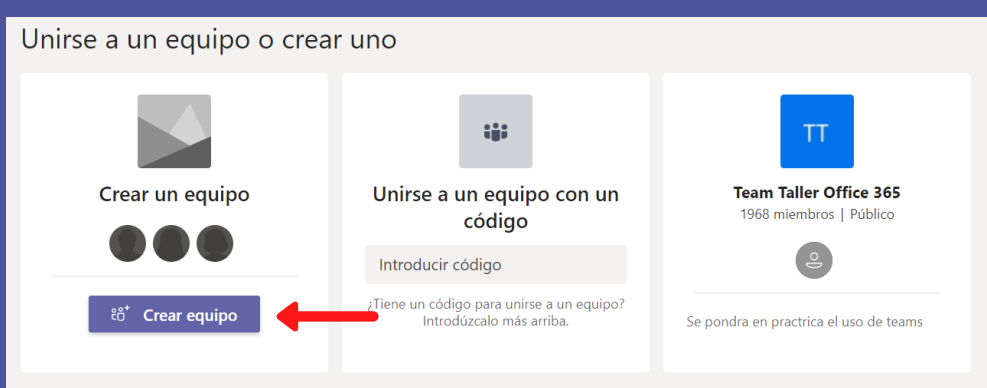 Unirse a un equipo o crear uno
Crear un equipo
Crear equipo
Unirse a un equipo con un
código
Introducir código
¿Tiene un código para unirse a un equipo?
Introdúzcalo más arriba.
TT
Team Taller Office 365
1968 miembros | Público
Se pondra en practrica el uso de teams